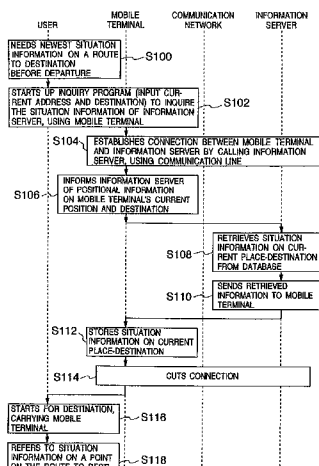 USER
MOBILE
TERMINAL
COMMUNICATION
NETWORK
INFORMATION
SERVER
NEEDS NEWEST SITUATION
INFORMATION ON A ROUTE
TO DESTINATION
BEFORE DEPARTURE
S100
STARTS UP INQUIRY PROGRAM (INPUT CUR-
RENT ADDRESS AND DESTINATION) TO INQUIRE
THE SITUATION INFORMATION OF INFORMATION
SERVER, USING MOBILE TERMINAL
S102
S104
ESTABLISHES CONNECTION BETWEEN MOBILE TERMINAL
AND INFORMATION SERVER BY CALLING INFORMATION
SERVER, USING COMMUNICATION LINE
S106
INFORMS INFORMATION SERVER
OF POSITIONAL INFORMATION
ON MOBILE TERMINAL'S CURRENT
POSITION AND DESTINATION
S108
RETRIEVES SITUATION
INFORMATION ON CUR-
RENT PLACE-DESTINATION
FROM DATABASE
S110
SENDS RETRIEVED
INFORMATION TO MOBILE
TERMINAL
S112
STORES SITUATION
INFORMATION ON CURRENT
PLACE-DESTINATION
S114
CUTS CONNECTION
STARTS FOR DESTINATION,
CARRYING MOBILE
TERMINAL
S116
REFERS TO SITUATION
INFORMATION ON A POINT
ON THE ROUTE TO DEST-
S118